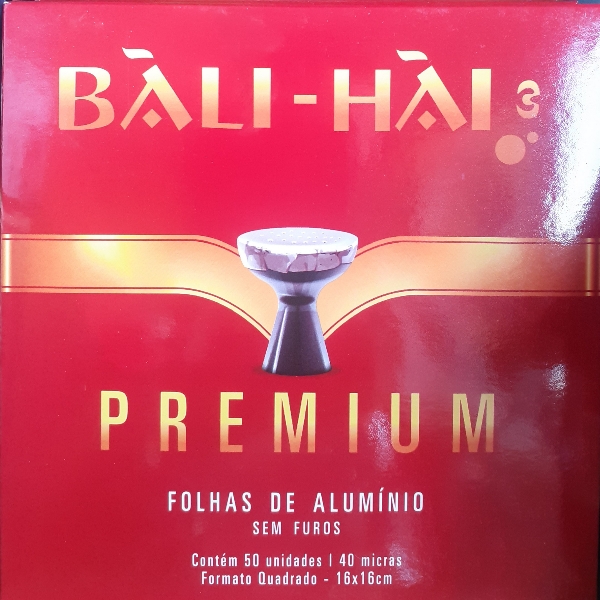 BÀLI-HÀI 3
PREMIUM
FOLHAS DE ALUMÍNIO
SEM FUROS
Contém 50 unidades | 40 micras
Formato Quadrado - 16x16cm